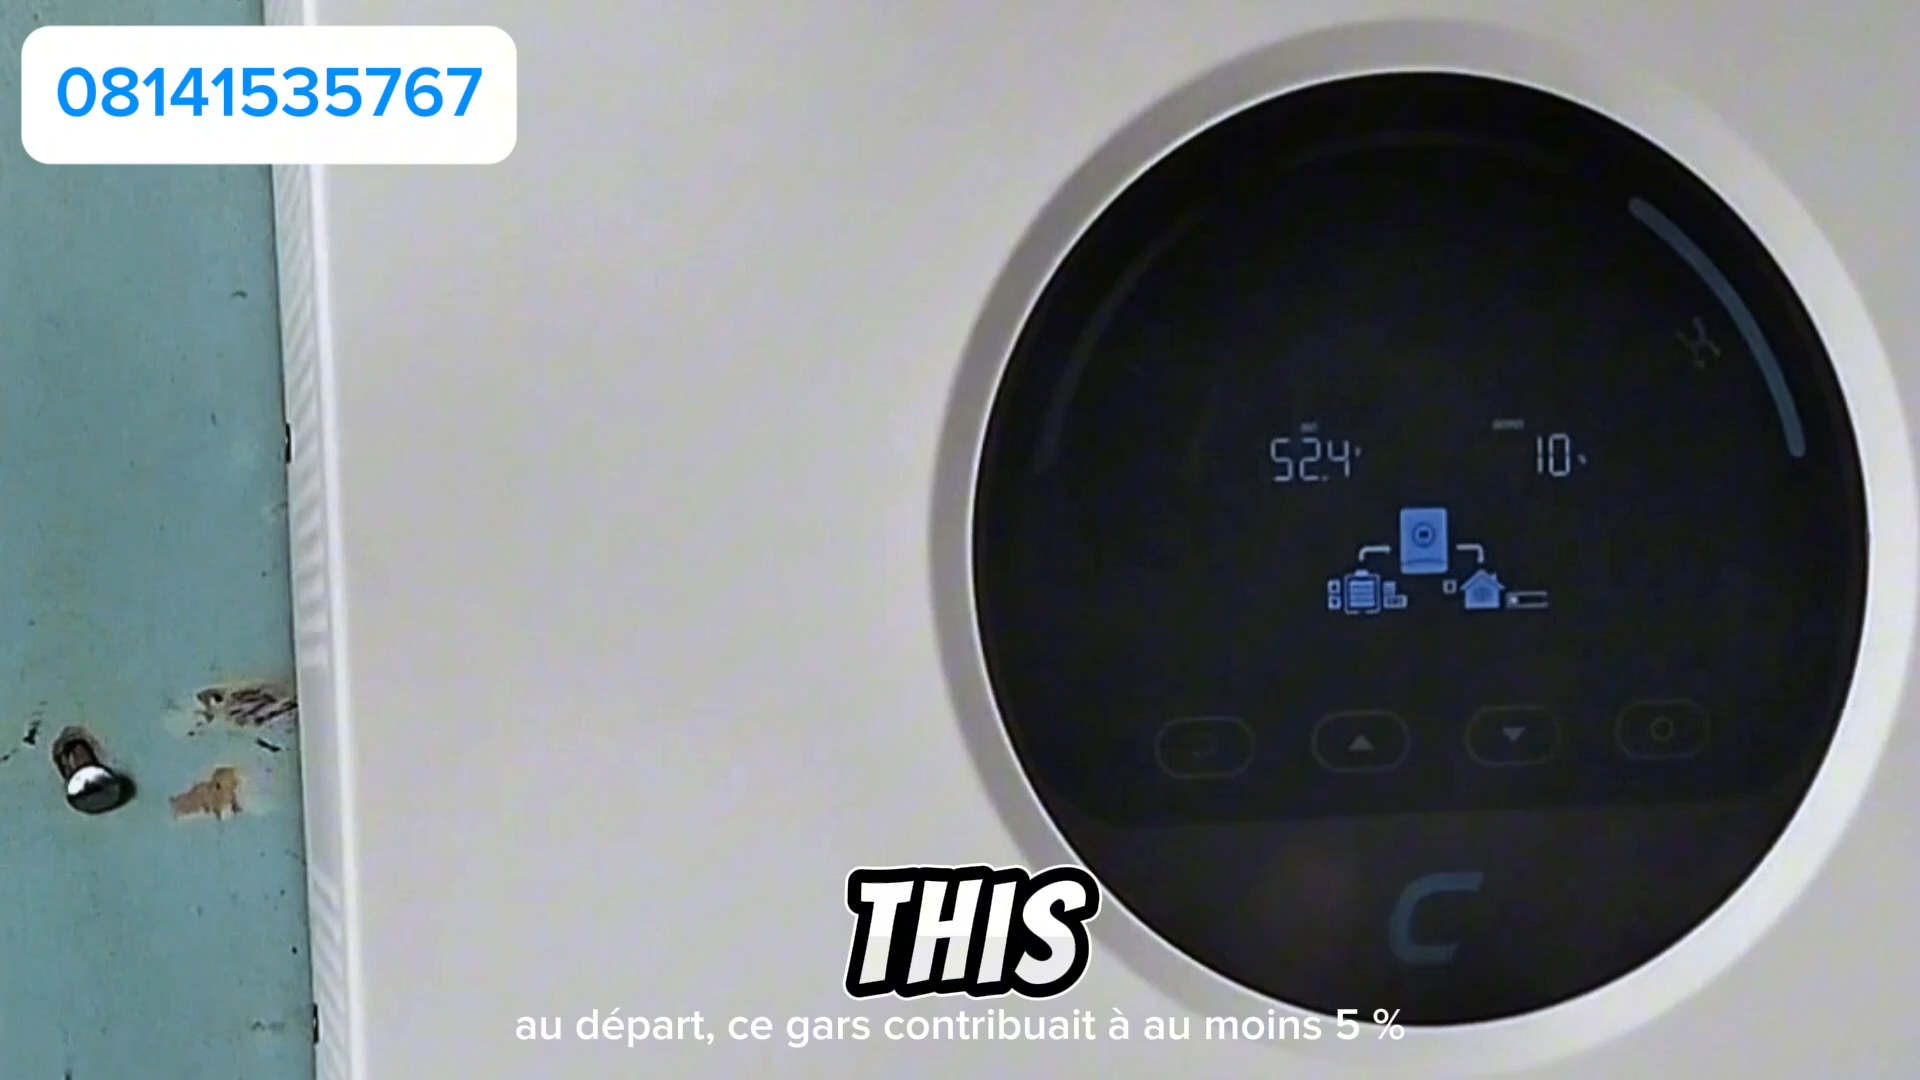 08141535767
52.4
10
C
THIS
au départ, ce gars contribuait à au moins 5 %